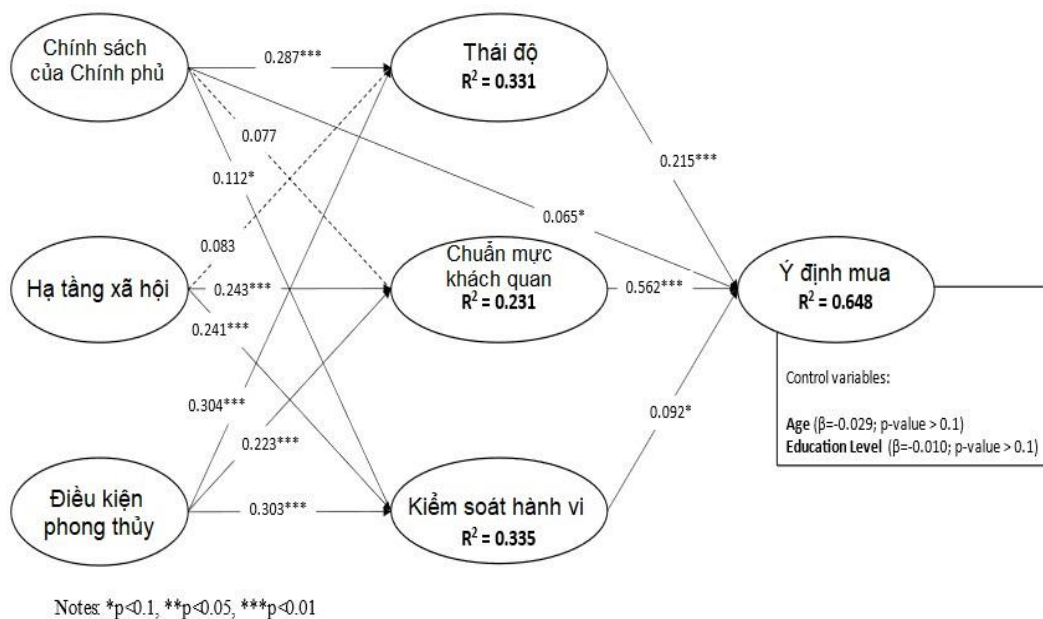 Chính sách
của Chính phủ
0.287***
Thái độ
R² = 0.331
0.077
0.112*
0.215***
0.065*
0.083
Hạ tầng xã hội
0.243***
Chuẩn mực
khách quan
R² = 0.231
0.562***
Ý định mua
R² = 0.648
0.241***
Control variables:
Age (β=-0.029; p-value > 0.1)
Education Level (β=-0.010; p-value > 0.1)
0.304***
0.223***
0.092*
Điều kiện
phong thủy
0.303***
Kiểm soát hành vi
R² = 0.335
Notes: *p<0.1, **p<0.05, ***p<0.01